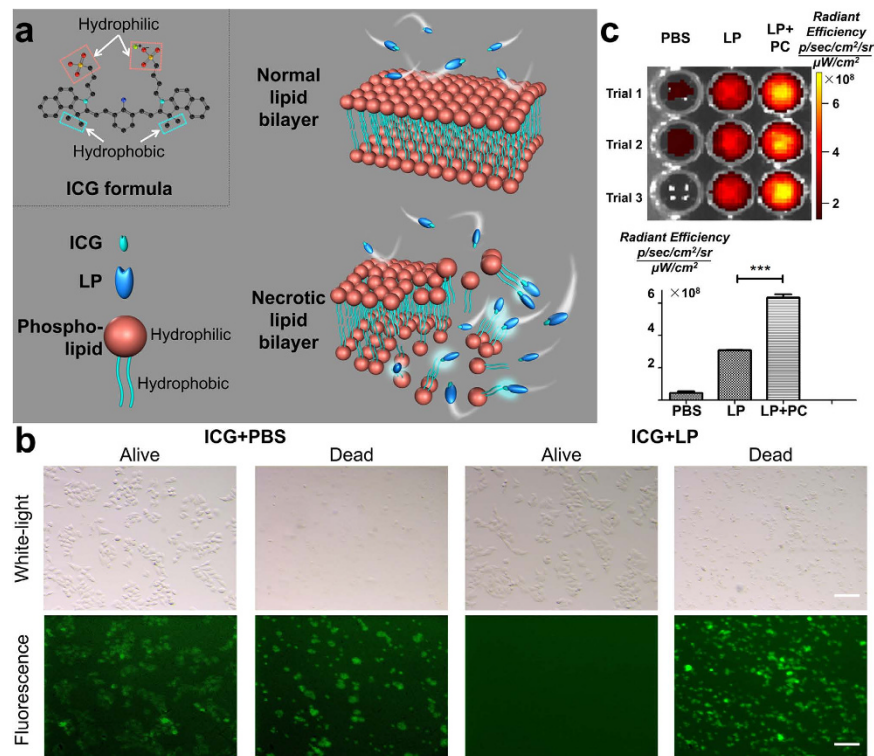 a
Hydrophilic
Hydrophobic
ICG formula
ICG
LP
Phospho-
lipid
Hydrophilic
Hydrophobic
Normal
lipid
bilayer
Necrotic
lipid
bilayer
c
PBS
LP
LP+
PC
Radiant
Efficiency
p/sec/cm²/sr
µW/cm²
×10⁸
6
4
2
Trial 1
Trial 2
Trial 3
Radiant Efficiency
p/sec/cm²/sr
µW/cm²
×10⁸
***
6
4
2
PBS
LP
LP+PC
b
ICG+PBS
ICG+LP
Alive
Dead
Alive
Dead
White-light
Fluorescence